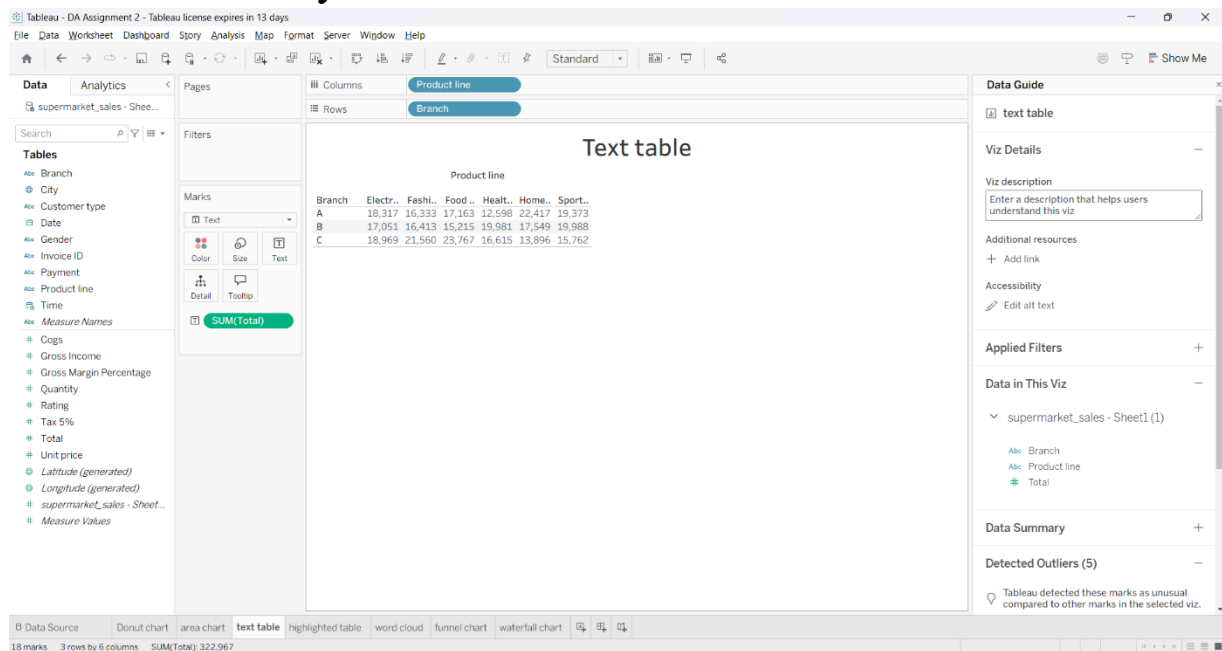 Tableau - DA Assignment 2 - Tableau license expires in 13 days
File Data Worksheet Dashboard Story Analysis Map Format Server Window Help
Standard
Show Me
Data Analytics
supermarket_sales - Shee...
Search
Tables
Abc Branch
City
Abc Customer type
Date
Abc Gender
Abc Invoice ID
Abc Payment
Abc Product line
Time
Abc Measure Names
# Cogs
# Gross Income
# Gross Margin Percentage
# Quantity
# Rating
# Tax 5%
# Total
# Unit price
Latitude (generated)
Longitude (generated)
# supermarket_sales - Sheet...
# Measure Values
Pages
Filters
Marks
Text
Color Size Text
Detail Tooltip
SUM(Total)
Columns Product line
Rows Branch
Text table
Product line
Branch Electr.. Fashi.. Food .. Healt.. Home.. Sport..
A 18,317 16,333 17,163 12,598 22,417 19,373
B 17,051 16,413 15,215 19,981 17,549 19,988
C 18,969 21,560 23,767 16,615 13,896 15,762
Data Guide
text table
Viz Details
Viz description
Enter a description that helps users
understand this viz
Additional resources
+ Add link
Accessibility
Edit alt text
Applied Filters
Data in This Viz
supermarket_sales - Sheet1 (1)
Abc Branch
Abc Product line
# Total
Data Summary
Detected Outliers (5)
Tableau detected these marks as unusual
compared to other marks in the selected viz.
Data Source Donut chart area chart text table highlighted table word cloud funnel chart waterfall chart
18 marks 3 rows by 6 columns SUM(Total): 322,967